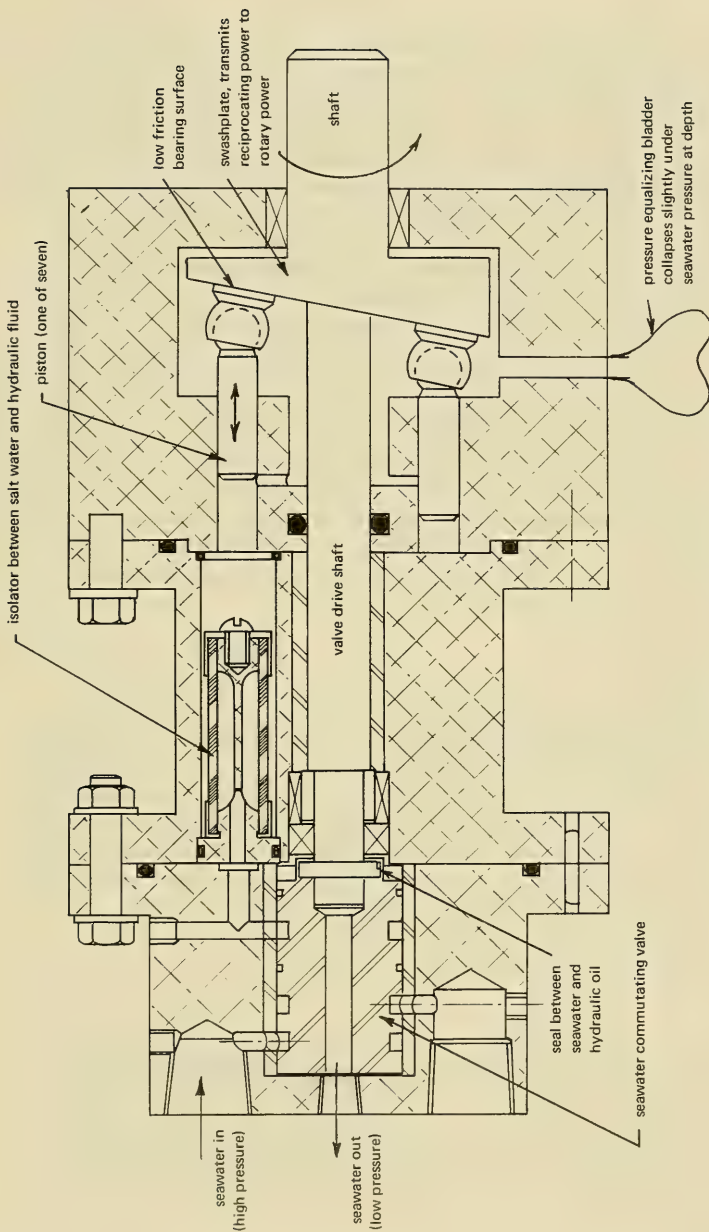 isolator between salt water and hydraulic fluid
piston (one of seven)
low friction
bearing surface
swashplate, transmits
reciprocating power to
rotary power
shaft
valve drive shaft
seawater in
(high pressure)
seawater out
(low pressure)
seal between
seawater and
hydraulic oil
seawater commutating valve
pressure equalizing bladder
collapses slightly under
seawater pressure at depth